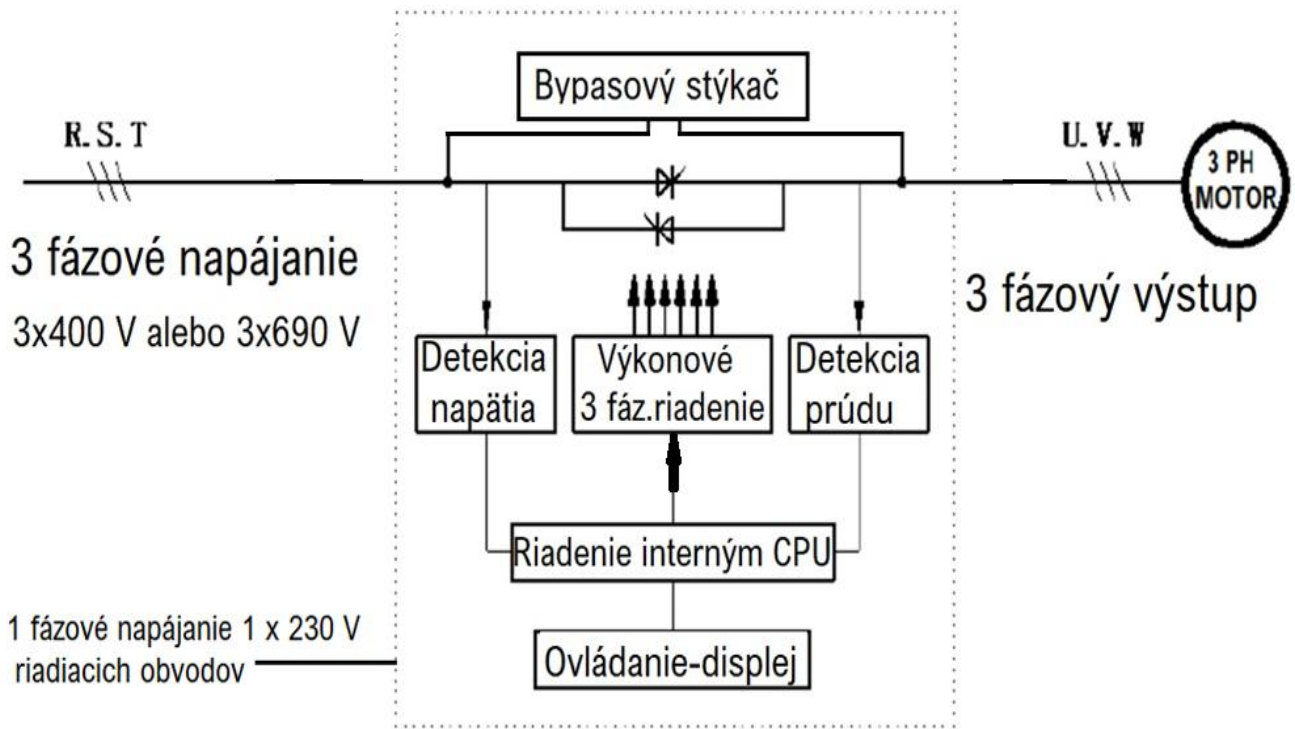 Bypasový stýkač
R. S. T
U. V. W
3 PH
MOTOR
3 fázové napájanie
3x400 V alebo 3x690 V
3 fázový výstup
Detekcia
napätia
Výkonové
3 fáz.riadenie
Detekcia
prúdu
Riadenie interným CPU
1 fázové napájanie 1 x 230 V
riadiacich obvodov
Ovládanie-displej